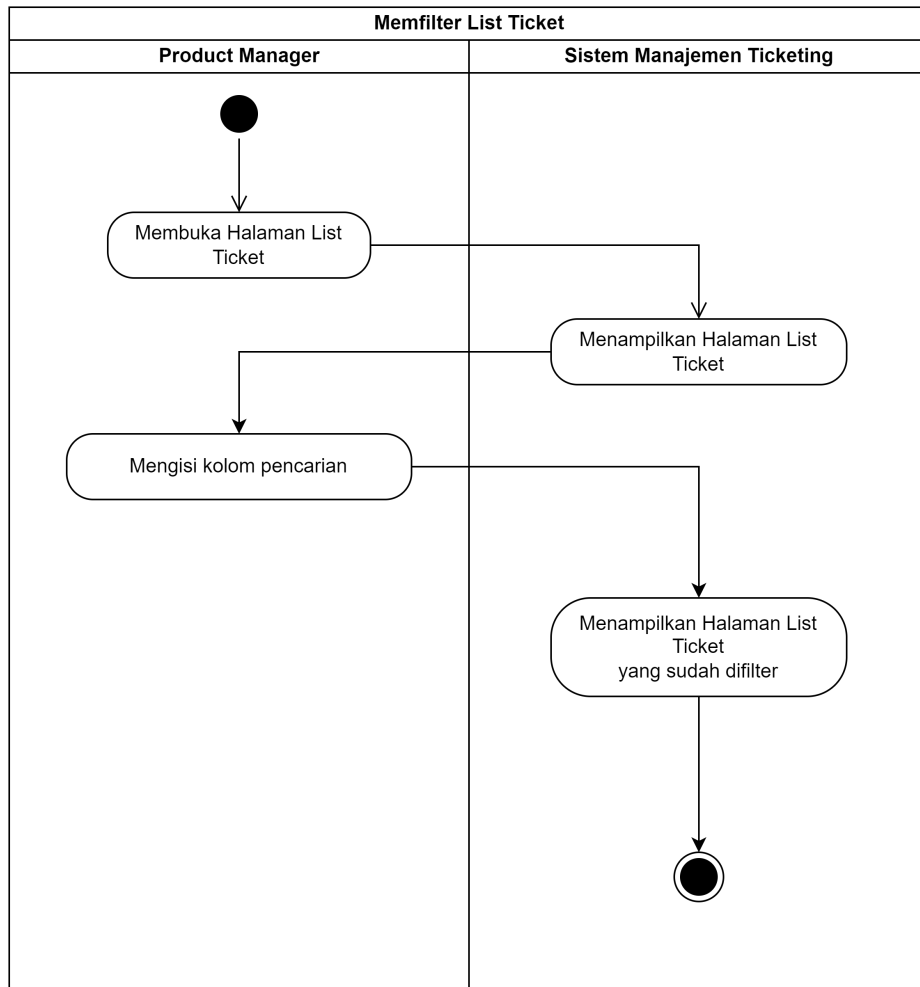 Memfilter List Ticket
Product Manager
Sistem Manajemen Ticketing
Membuka Halaman List
Ticket
Menampilkan Halaman List
Ticket
Mengisi kolom pencarian
Menampilkan Halaman List
Ticket
yang sudah difilter